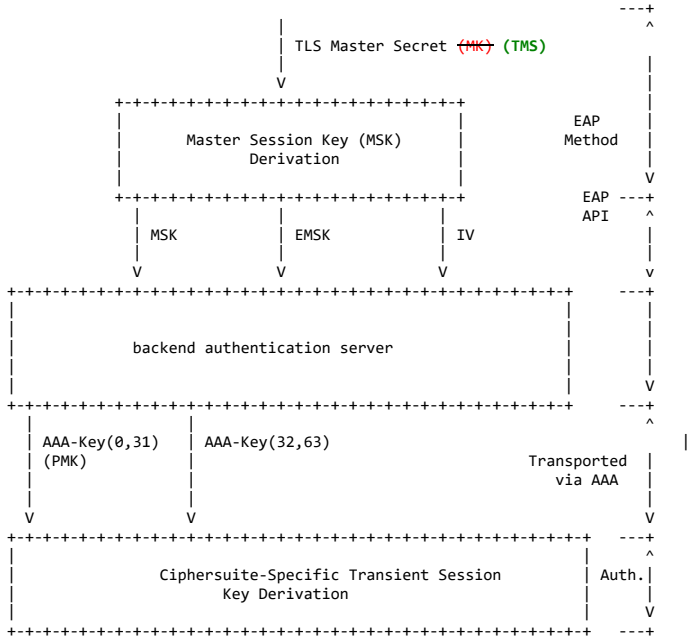 ---+
| ^
| TLS Master Secret (MK) (TMS)
| |
V |
+-+-+-+-+-+-+-+-+-+-+-+-+-+-+-+-+-+-+-+ |
| | EAP |
| Master Session Key (MSK) | Method |
| Derivation | |
| | V
+-+-+-+-+-+-+-+-+-+-+-+-+-+-+-+-+-+-+-+ EAP ---+
| | | API ^
| MSK | EMSK | IV |
| | | |
V V V v
+-+-+-+-+-+-+-+-+-+-+-+-+-+-+-+-+-+-+-+-+-+-+-+-+-+-+-+-+-+-+-+ ---+
| | |
| | |
| backend authentication server | |
| | |
| | V
+-+-+-+-+-+-+-+-+-+-+-+-+-+-+-+-+-+-+-+-+-+-+-+-+-+-+-+-+-+-+-+ ---+
| | ^
| AAA-Key(0,31) | AAA-Key(32,63) |
| (PMK) | Transported |
| | via AAA |
| | |
V V V
+-+-+-+-+-+-+-+-+-+-+-+-+-+-+-+-+-+-+-+-+-+-+-+-+-+-+-+-+-+-+-+-+ ---+
| | ^
| Ciphersuite-Specific Transient Session | Auth.|
| Key Derivation | |
| | V
+-+-+-+-+-+-+-+-+-+-+-+-+-+-+-+-+-+-+-+-+-+-+-+-+-+-+-+-+-+-+-+-+ ---+